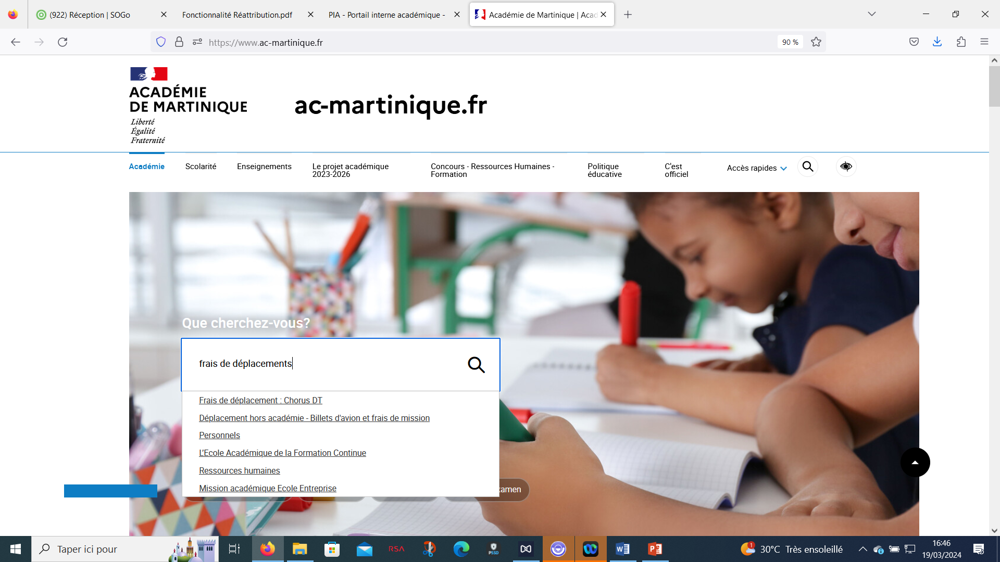 (922) Réception | SOGo
Fonctionnalité Réattribution.pdf
PIA - Portail interne académique -
Académie de Martinique | Acad
https://www.ac-martinique.fr
90 %
ACADÉMIE
DE MARTINIQUE
Liberté
Égalité
Fraternité
ac-martinique.fr
Académie
Scolarité
Enseignements
Le projet académique
2023-2026
Concours - Ressources Humaines -
Formation
Politique
éducative
C'est
officiel
Accès rapides
Que cherchez-vous?
frais de déplacements
Frais de déplacement : Chorus DT
Déplacement hors académie - Billets d'avion et frais de mission
Personnels
L'Ecole Académique de la Formation Continue
Ressources humaines
Mission académique Ecole Entreprise
xamen
Taper ici pour
RSA
PSSD
1
30°C Très ensoleillé
16:46
19/03/2024